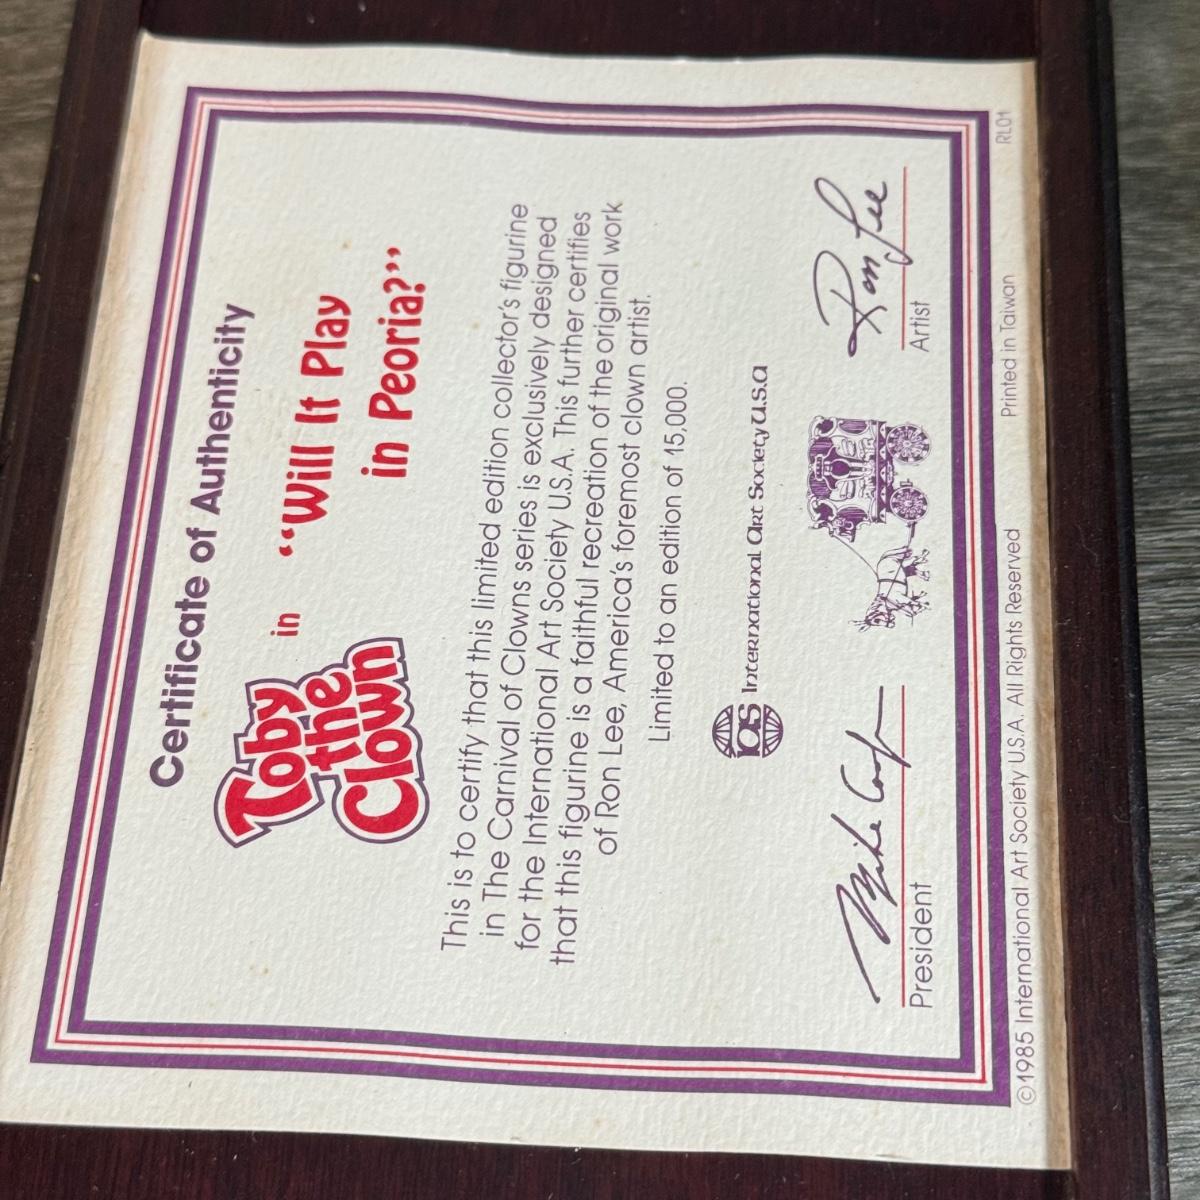 Certificate of Authenticity
Toby
the
Clown
in "Will It Play
in Peoria?"
This is to certify that this limited edition collector's figurine
in The Carnival of Clowns series is exclusively designed
for the International Art Society U.S.A. This further certifies
that this figurine is a faithful recreation of the original work
of Ron Lee, America's foremost clown artist.
Limited to an edition of 15,000.
IAS International Art Society U.S.A
Ron Lee
President
Artist
©1985 International Art Society U.S.A. All Rights Reserved
Printed in Taiwan
RL01